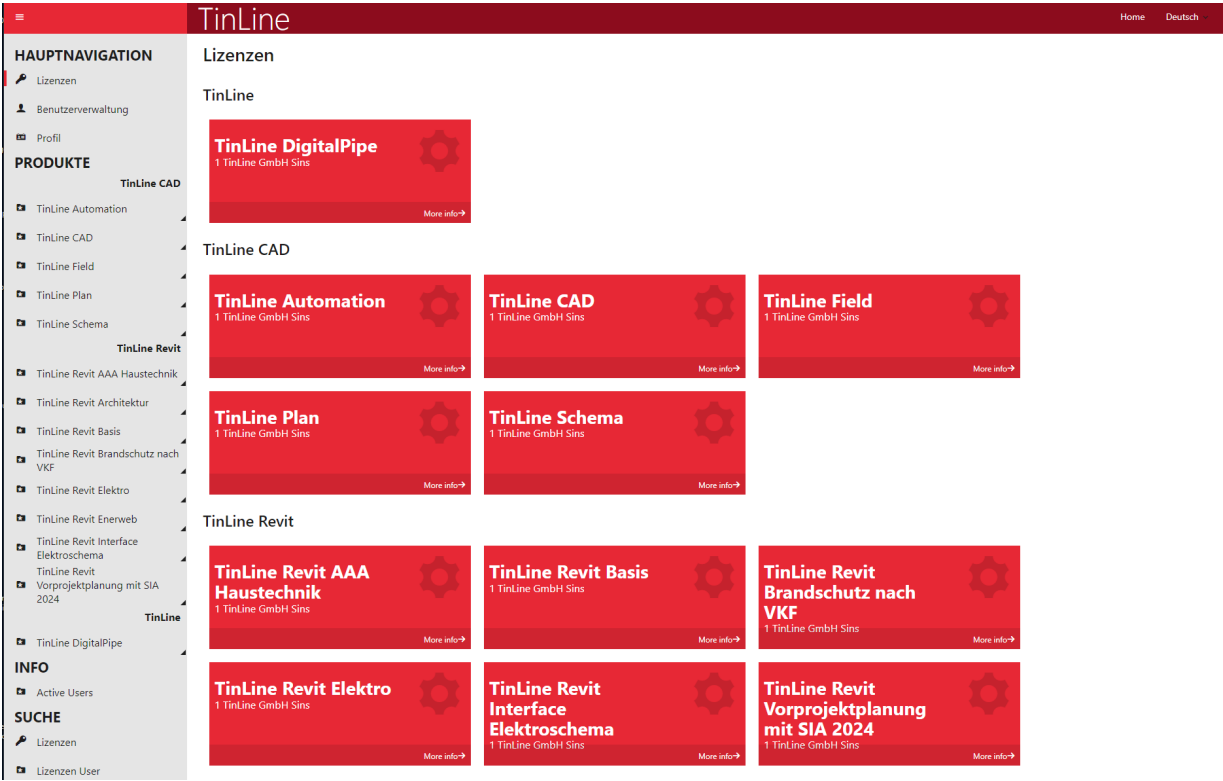 TinLine
Home
Deutsch
HAUPTNAVIGATION
Lizenzen
Benutzerverwaltung
Profil
PRODUKTE
TinLine CAD
TinLine Automation
TinLine CAD
TinLine Field
TinLine Plan
TinLine Schema
TinLine Revit
TinLine Revit AAA Haustechnik
TinLine Revit Architektur
TinLine Revit Basis
TinLine Revit Brandschutz nach
VKF
TinLine Revit Elektro
TinLine Revit Enerweb
TinLine Revit Interface
Elektroschema
TinLine Revit
Vorprojektplanung mit SIA
2024
TinLine
TinLine DigitalPipe
INFO
Active Users
SUCHE
Lizenzen
Lizenzen User
Lizenzen
TinLine
TinLine DigitalPipe
1 TinLine GmbH Sins
More info
TinLine CAD
TinLine Automation
1 TinLine GmbH Sins
More info
TinLine CAD
1 TinLine GmbH Sins
More info
TinLine Field
1 TinLine GmbH Sins
More info
TinLine Plan
1 TinLine GmbH Sins
More info
TinLine Schema
1 TinLine GmbH Sins
More info
TinLine Revit
TinLine Revit AAA
Haustechnik
1 TinLine GmbH Sins
More info
TinLine Revit Basis
1 TinLine GmbH Sins
More info
TinLine Revit
Brandschutz nach
VKF
1 TinLine GmbH Sins
More info
TinLine Revit Elektro
1 TinLine GmbH Sins
More info
TinLine Revit
Interface
Elektroschema
1 TinLine GmbH Sins
More info
TinLine Revit
Vorprojektplanung
mit SIA 2024
1 TinLine GmbH Sins
More info